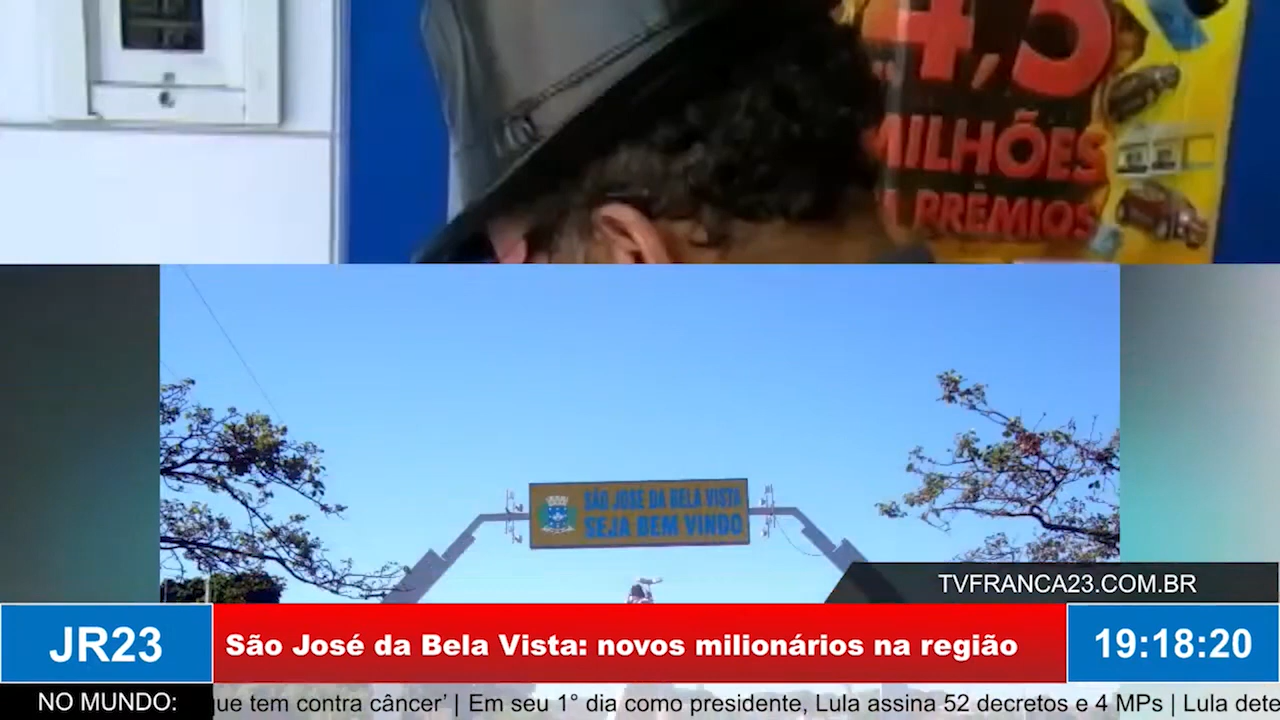 4,5
MILHÕES
PRÊMIOS
SÃO JOSE DA BELA VISTA
SEJA BEM VINDO
TVFRANCA23.COM.BR
JR23
São José da Bela Vista: novos milionários na região
19:18:20
NO MUNDO:
que tem contra câncer' | Em seu 1° dia como presidente, Lula assina 52 decretos e 4 MPs | Lula dete